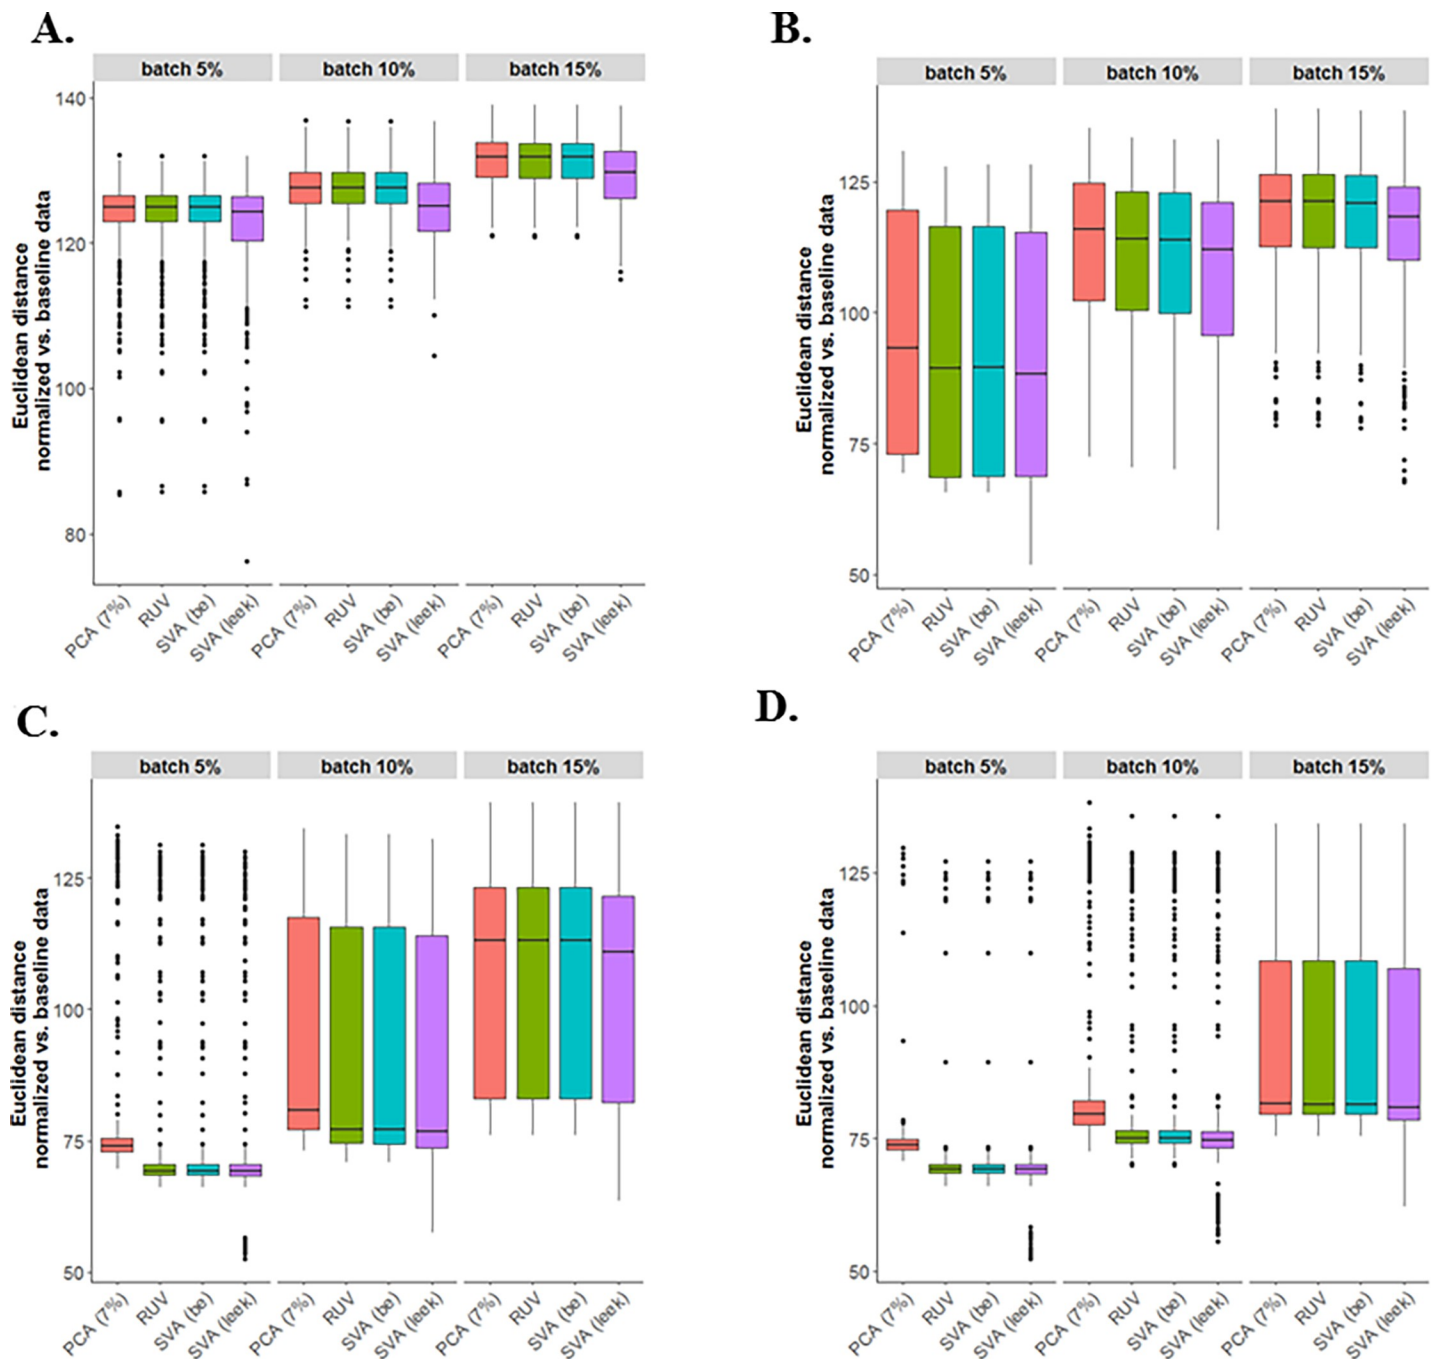 A.
batch 5% batch 10% batch 15%
Euclidean distance
normalized vs. baseline data
140
120
100
80
PCA (7%) RUV SVA (be) SVA (leek) PCA (7%) RUV SVA (be) SVA (leek) PCA (7%) RUV SVA (be) SVA (leek)
B.
batch 5% batch 10% batch 15%
Euclidean distance
normalized vs. baseline data
125
100
75
50
PCA (7%) RUV SVA (be) SVA (leek) PCA (7%) RUV SVA (be) SVA (leek) PCA (7%) RUV SVA (be) SVA (leek)
C.
batch 5% batch 10% batch 15%
Euclidean distance
normalized vs. baseline data
125
100
75
50
PCA (7%) RUV SVA (be) SVA (leek) PCA (7%) RUV SVA (be) SVA (leek) PCA (7%) RUV SVA (be) SVA (leek)
D.
batch 5% batch 10% batch 15%
Euclidean distance
normalized vs. baseline data
125
100
75
50
PCA (7%) RUV SVA (be) SVA (leek) PCA (7%) RUV SVA (be) SVA (leek) PCA (7%) RUV SVA (be) SVA (leek)